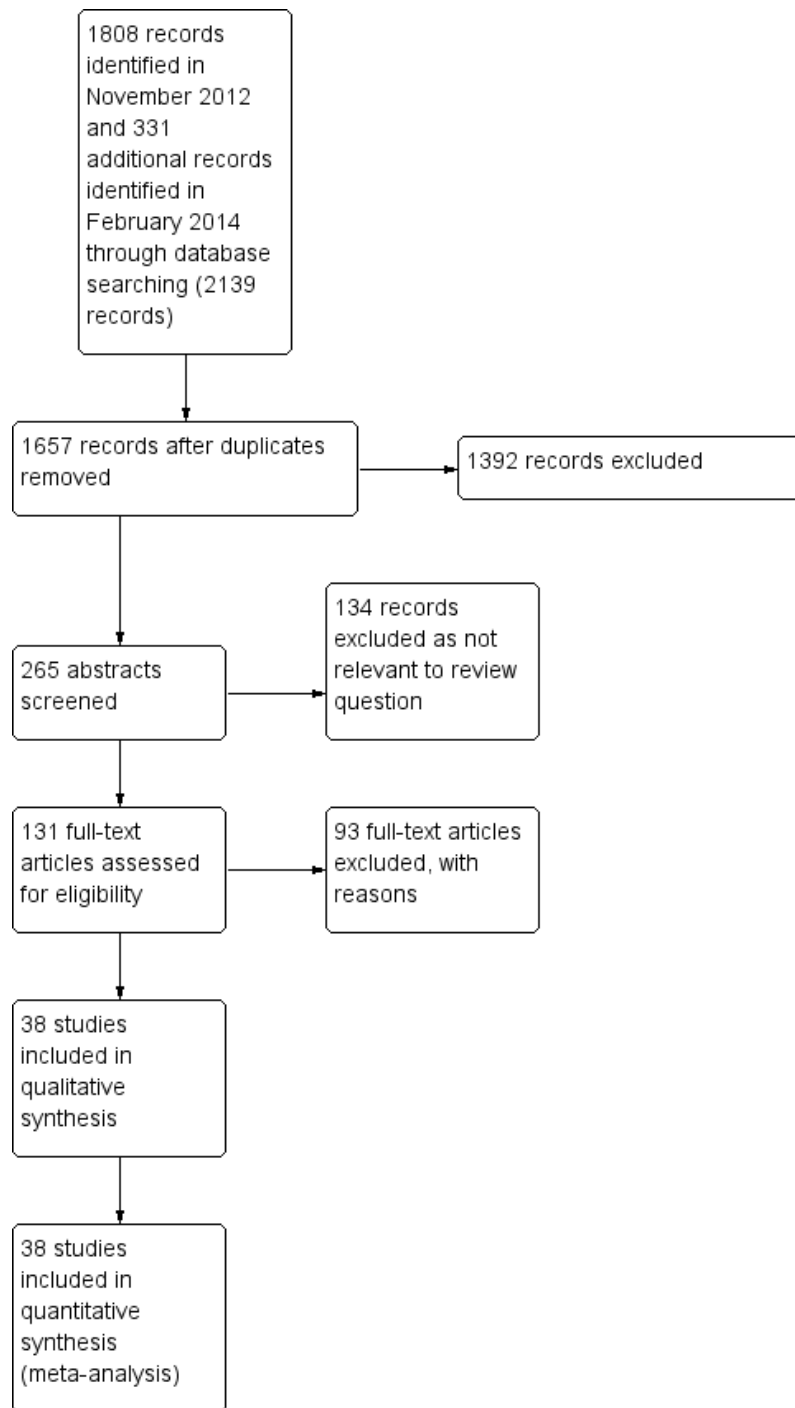 1808 records
identified in
November 2012
and 331
additional records
identified in
February 2014
through database
searching (2139
records)
1657 records after duplicates
removed
1392 records excluded
265 abstracts
screened
134 records
excluded as not
relevant to review
question
131 full-text
articles assessed
for eligibility
93 full-text articles
excluded, with
reasons
38 studies
included in
qualitative
synthesis
38 studies
included in
quantitative
synthesis
(meta-analysis)